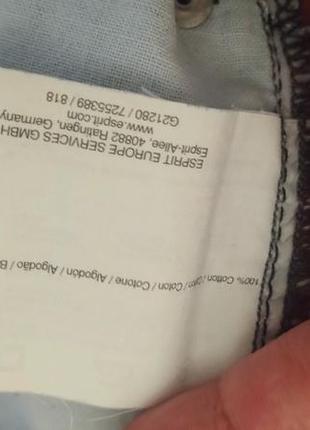 100% Cotton / Coton / Cotone / Algodón / Algodão / B
ESPRIT EUROPE SERVICES GMBH
Esprit-Allee, 40882 Ratingen, Germany
www.esprit.com
G21280 / 7255389 / 818